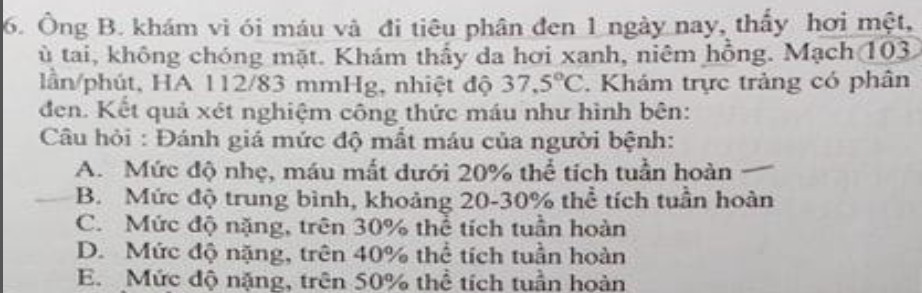 6. Ông B. khám vì ói máu và đi tiêu phân đen 1 ngày nay, thấy hơi mệt,
ù tai, không chóng mặt. Khám thấy da hơi xanh, niêm hồng. Mạch 103
lần/phút, HA 112/83 mmHg, nhiệt độ 37,5°C. Khám trực tràng có phân
đen. Kết quả xét nghiệm công thức máu như hình bên:
Câu hỏi : Đánh giá mức độ mất máu của người bệnh:
A. Mức độ nhẹ, máu mất dưới 20% thể tích tuần hoàn
B. Mức độ trung bình, khoảng 20-30% thể tích tuần hoàn
C. Mức độ nặng, trên 30% thể tích tuần hoàn
D. Mức độ nặng, trên 40% thể tích tuần hoàn
E. Mức độ nặng, trên 50% thể tích tuần hoàn